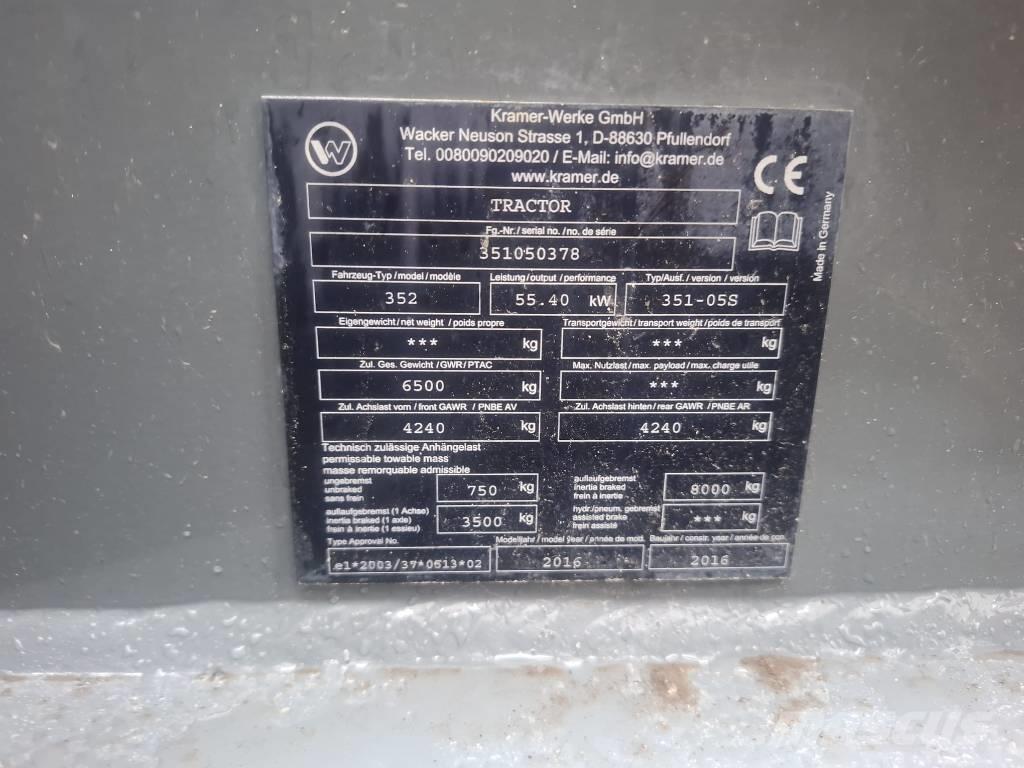 Kramer-Werke GmbH
Wacker Neuson Strasse 1, D-88630 Pfullendorf
Tel. 0080090209020 / E-Mail: info@kramer.de
www.kramer.de
W
CE
Made in Germany
TRACTOR
Fg.-Nr./ serial no. / no. de série
351050378
Fahrzeug-Typ / model / modèle
352
Leistung / output / performance
55.40 kW
Typ/Ausf. / version / version
351-05S
Eigengewicht / net weight / poids propre
*** kg
Transportgewicht / transport weight / poids de transport
*** kg
Zul. Ges. Gewicht / GWR / PTAC
6500 kg
Max. Nutzlast / max. payload / max. charge utile
*** kg
Zul. Achslast vorn / front GAWR / PNBE AV
4240 kg
Zul. Achslast hinten / rear GAWR / PNBE AR
4240 kg
Technisch zulässige Anhängelast
permissable towable mass
masse remorquable admissible
ungebremst
unbraked
sans frein
750 kg
auflaufgebremst
inertia braked
frein à inertie
8000 kg
auflaufgebremst (1 Achse)
inertia braked (1 axle)
frein à inertie (1 essieu)
3500 kg
hydr./pneum. gebremst
assisted brake
frein assisté
*** kg
Type Approval No.
e1*2003/37*0513*02
Modelljahr / model year / année de mod.
2016
Baujahr / constr. year / année de con.
2016